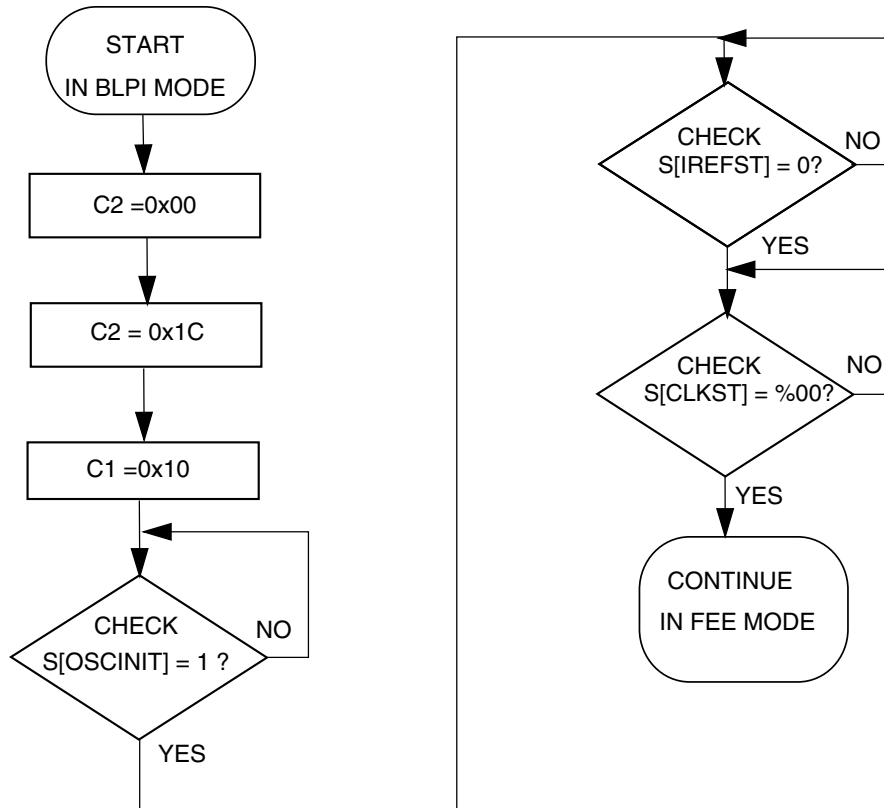 START
IN BLPI MODE
C2 =0x00
C2 = 0x1C
C1 =0x10
CHECK
S[OSCINIT] = 1 ?
NO
YES
CHECK
S[IREFST] = 0?
NO
YES
CHECK
S[CLKST] = %00?
NO
YES
CONTINUE
IN FEE MODE